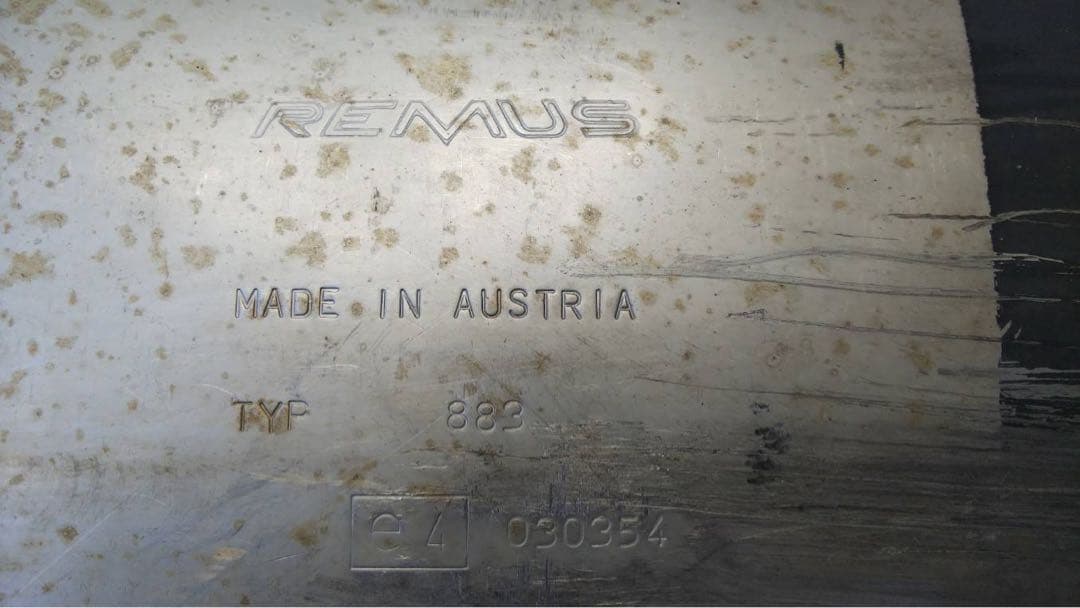 REMUS
MADE IN AUSTRIA
TYP 883
e4 030354